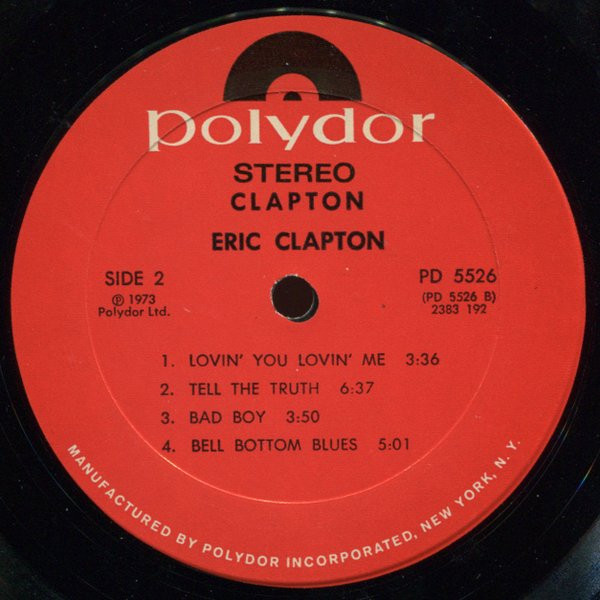 polydor
STEREO
CLAPTON
ERIC CLAPTON
SIDE 2
℗ 1973
Polydor Ltd.
PD 5526
(PD 5526 B)
2383 192
1. LOVIN' YOU LOVIN' ME 3:36
2. TELL THE TRUTH 6:37
3. BAD BOY 3:50
4. BELL BOTTOM BLUES 5:01
MANUFACTURED BY POLYDOR INCORPORATED, NEW YORK, N. Y.